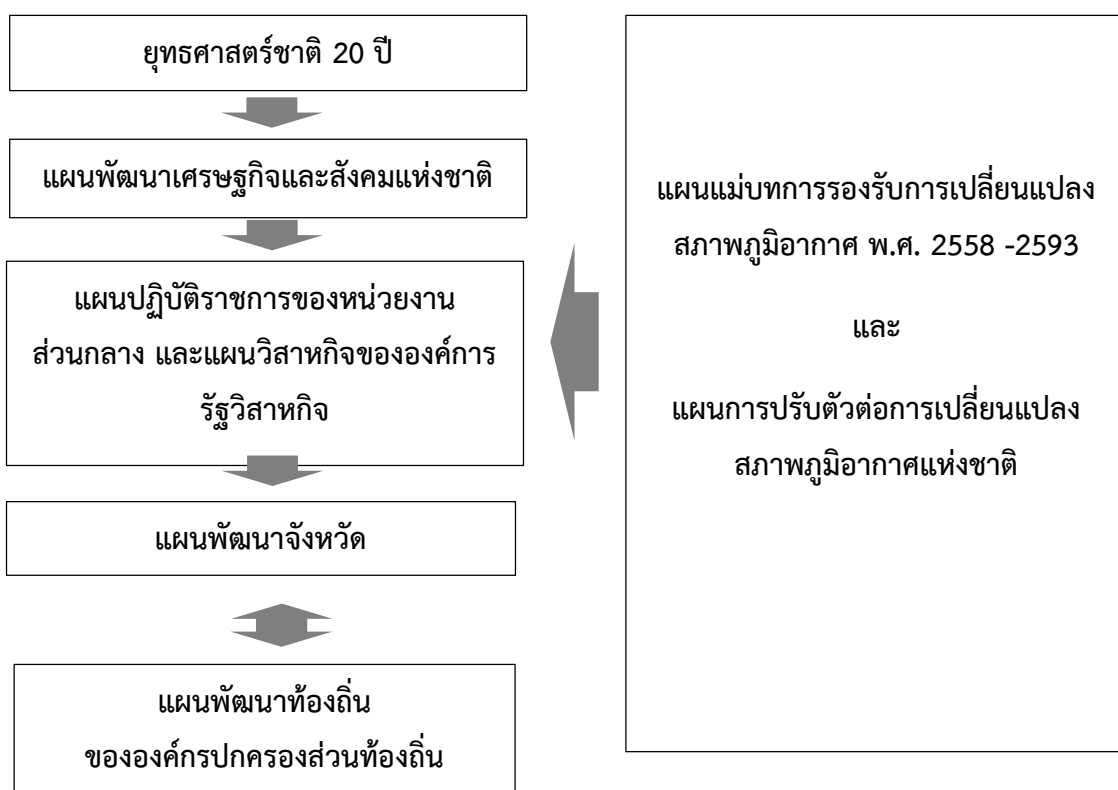 ยุทธศาสตร์ชาติ 20 ปี
แผนพัฒนาเศรษฐกิจและสังคมแห่งชาติ
แผนปฏิบัติราชการของหน่วยงาน
ส่วนกลาง และแผนวิสาหกิจขององค์การ
รัฐวิสาหกิจ
แผนพัฒนาจังหวัด
แผนพัฒนาท้องถิ่น
ขององค์กรปกครองส่วนท้องถิ่น
แผนแม่บทการรองรับการเปลี่ยนแปลง
สภาพภูมิอากาศ พ.ศ. 2558 -2593
และ
แผนการปรับตัวต่อการเปลี่ยนแปลง
สภาพภูมิอากาศแห่งชาติ